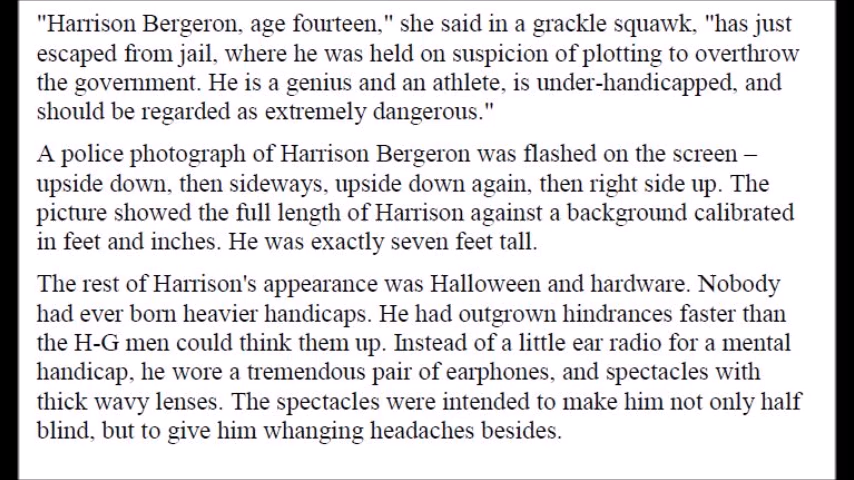 "Harrison Bergeron, age fourteen," she said in a grackle squawk, "has just
escaped from jail, where he was held on suspicion of plotting to overthrow
the government. He is a genius and an athlete, is under-handicapped, and
should be regarded as extremely dangerous."
A police photograph of Harrison Bergeron was flashed on the screen –
upside down, then sideways, upside down again, then right side up. The
picture showed the full length of Harrison against a background calibrated
in feet and inches. He was exactly seven feet tall.
The rest of Harrison's appearance was Halloween and hardware. Nobody
had ever born heavier handicaps. He had outgrown hindrances faster than
the H-G men could think them up. Instead of a little ear radio for a mental
handicap, he wore a tremendous pair of earphones, and spectacles with
thick wavy lenses. The spectacles were intended to make him not only half
blind, but to give him whanging headaches besides.